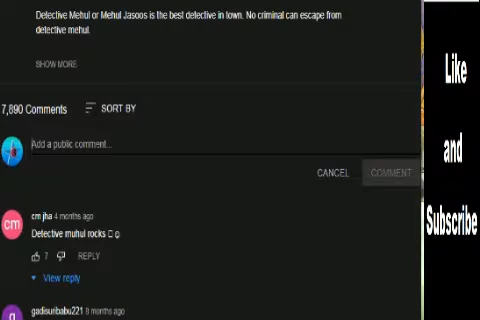 Detective Mehul or Mehul Jasoos is the best detective in town. No criminal can escape from
detective mehul.
SHOW MORE
7,890 Comments SORT BY
Add a public comment...
CANCEL COMMENT
cm
cm jha 4 months ago
Detective muhul rocks
7 REPLY
View reply
g
gadisuribabu221 8 months ago
Like
and
Subscribe